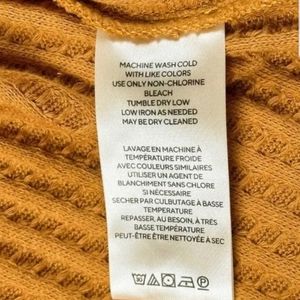 MACHINE WASH COLD
WITH LIKE COLORS
USE ONLY NON-CHLORINE
BLEACH
TUMBLE DRY LOW
LOW IRON AS NEEDED
MAY BE DRY CLEANED
LAVAGE EN MACHINE À
TEMPÉRATURE FROIDE
AVEC COULEURS SIMILAIRES
UTILISER UN AGENT DE
BLANCHIMENT SANS CHLORE
SI NÉCESSAIRE
SECHER PAR CULBUTAGE À BASSE
TEMPERATURE
REPASSER, AU BESOIN, À TRÈS
BASSE TEMPÉRATURE
PEUT-ÊTRE ÊTRE NETTOYÉE À SEC